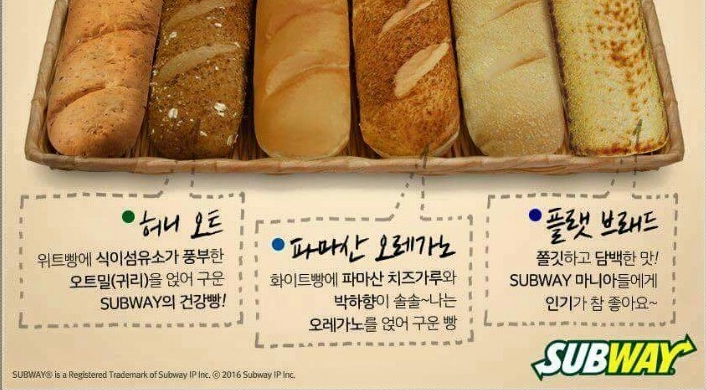 허니 오트
위트빵에 식이섬유소가 풍부한
오트밀(귀리)을 얹어 구운
SUBWAY의 건강빵!
파마산 오레가노
화이트빵에 파마산 치즈가루와
박하향이 솔솔~나는
오레가노를 얹어 구운 빵
플랫 브래드
쫄깃하고 담백한 맛!
SUBWAY 마니아들에게
인기가 참 좋아요~
SUBWAY® is a Registered Trademark of Subway IP Inc. ⓒ 2016 Subway IP Inc.
SUBWAY